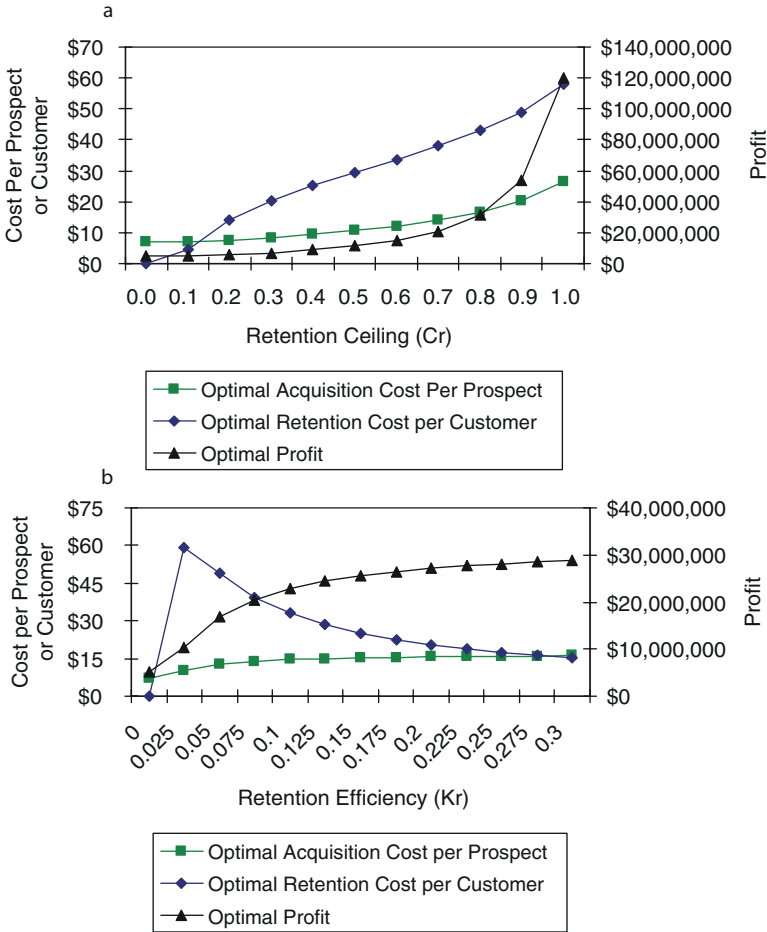 a
Cost Per Prospect
or Customer
$70
$60
$50
$40
$30
$20
$10
$0
$140,000,000
$120,000,000
$100,000,000
$80,000,000
$60,000,000
$40,000,000
$20,000,000
$0
Profit
0.0 0.1 0.2 0.3 0.4 0.5 0.6 0.7 0.8 0.9 1.0
Retention Ceiling (Cr)
Optimal Acquisition Cost Per Prospect
Optimal Retention Cost per Customer
Optimal Profit
b
Cost per Prospect
or Customer
$75
$60
$45
$30
$15
$0
$40,000,000
$30,000,000
$20,000,000
$10,000,000
$0
Profit
0 0.025 0.05 0.075 0.1 0.125 0.15 0.175 0.2 0.225 0.25 0.275 0.3
Retention Efficiency (Kr)
Optimal Acquisition Cost per Prospect
Optimal Retention Cost per Customer
Optimal Profit